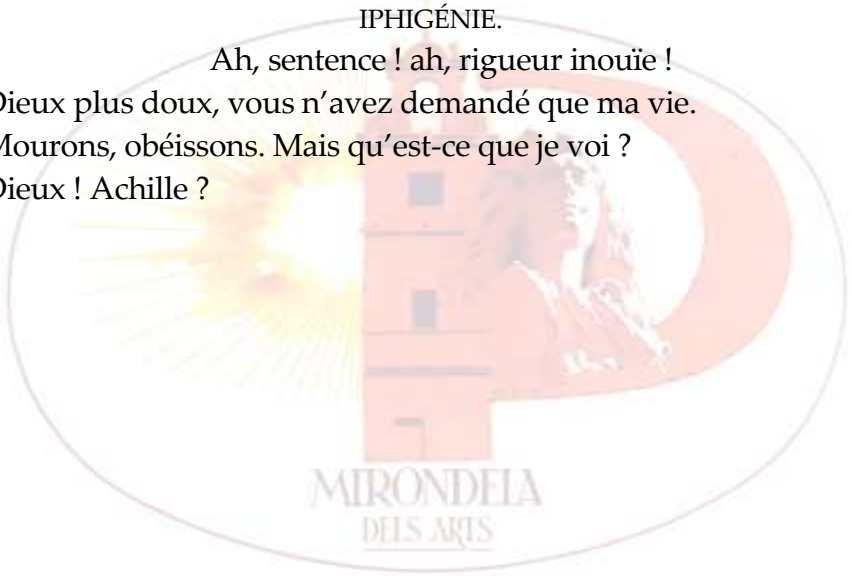 IPHIGÉNIE.
Ah, sentence ! ah, rigueur inouïe !
Dieux plus doux, vous n’avez demandé que ma vie.
Mourons, obéissons. Mais qu’est-ce que je voi ?
Dieux ! Achille ?
MIRONDELA
DELS ARTS